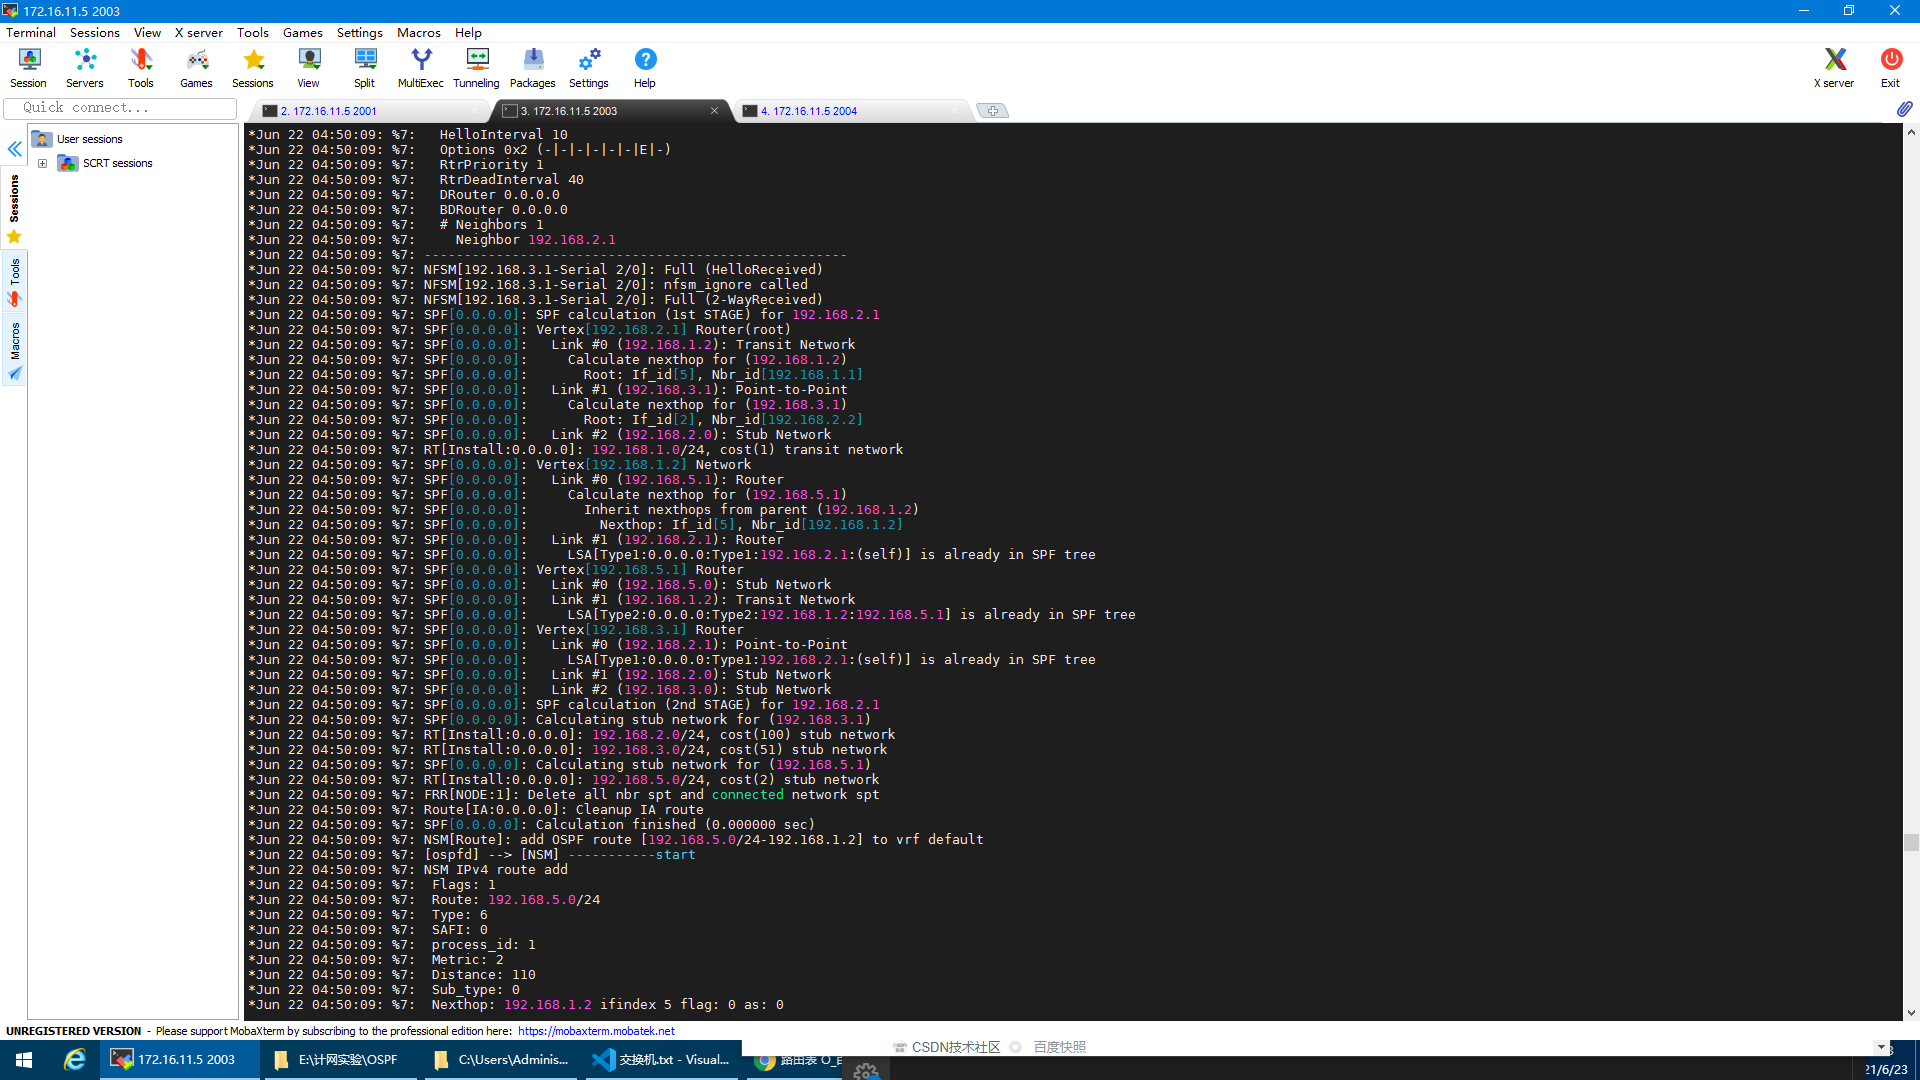 172.16.11.5 2003
Terminal Sessions View X server Tools Games Settings Macros Help
Session Servers Tools Games Sessions View Split MultiExec Tunneling Packages Settings Help X server Exit
Quick connect...
2. 172.16.11.5 2001
3. 172.16.11.5 2003
4. 172.16.11.5 2004
User sessions
SCRT sessions
Sessions
Tools
Macros
*Jun 22 04:50:09: %7:   HelloInterval 10
*Jun 22 04:50:09: %7:   Options 0x2 (-|-|-|-|-|-|E|-)
*Jun 22 04:50:09: %7:   RtrPriority 1
*Jun 22 04:50:09: %7:   RtrDeadInterval 40
*Jun 22 04:50:09: %7:   DRouter 0.0.0.0
*Jun 22 04:50:09: %7:   BDRouter 0.0.0.0
*Jun 22 04:50:09: %7:   # Neighbors 1
*Jun 22 04:50:09: %7:     Neighbor 192.168.2.1
*Jun 22 04:50:09: %7: -----------------------------------------------------
*Jun 22 04:50:09: %7: NFSM[192.168.3.1-Serial 2/0]: Full (HelloReceived)
*Jun 22 04:50:09: %7: NFSM[192.168.3.1-Serial 2/0]: nfsm_ignore called
*Jun 22 04:50:09: %7: NFSM[192.168.3.1-Serial 2/0]: Full (2-WayReceived)
*Jun 22 04:50:09: %7: SPF[0.0.0.0]: SPF calculation (1st STAGE) for 192.168.2.1
*Jun 22 04:50:09: %7: SPF[0.0.0.0]: Vertex[192.168.2.1] Router(root)
*Jun 22 04:50:09: %7: SPF[0.0.0.0]:   Link #0 (192.168.1.2): Transit Network
*Jun 22 04:50:09: %7: SPF[0.0.0.0]:     Calculate nexthop for (192.168.1.2)
*Jun 22 04:50:09: %7: SPF[0.0.0.0]:       Root: If_id[5], Nbr_id[192.168.1.1]
*Jun 22 04:50:09: %7: SPF[0.0.0.0]:   Link #1 (192.168.3.1): Point-to-Point
*Jun 22 04:50:09: %7: SPF[0.0.0.0]:     Calculate nexthop for (192.168.3.1)
*Jun 22 04:50:09: %7: SPF[0.0.0.0]:       Root: If_id[2], Nbr_id[192.168.2.2]
*Jun 22 04:50:09: %7: SPF[0.0.0.0]:   Link #2 (192.168.2.0): Stub Network
*Jun 22 04:50:09: %7: RT[Install:0.0.0.0]: 192.168.1.0/24, cost(1) transit network
*Jun 22 04:50:09: %7: SPF[0.0.0.0]: Vertex[192.168.1.2] Network
*Jun 22 04:50:09: %7: SPF[0.0.0.0]:   Link #0 (192.168.5.1): Router
*Jun 22 04:50:09: %7: SPF[0.0.0.0]:     Calculate nexthop for (192.168.5.1)
*Jun 22 04:50:09: %7: SPF[0.0.0.0]:       Inherit nexthops from parent (192.168.1.2)
*Jun 22 04:50:09: %7: SPF[0.0.0.0]:         Nexthop: If_id[5], Nbr_id[192.168.1.2]
*Jun 22 04:50:09: %7: SPF[0.0.0.0]:   Link #1 (192.168.2.1): Router
*Jun 22 04:50:09: %7: SPF[0.0.0.0]:     LSA[Type1:0.0.0.0:Type1:192.168.2.1:(self)] is already in SPF tree
*Jun 22 04:50:09: %7: SPF[0.0.0.0]: Vertex[192.168.5.1] Router
*Jun 22 04:50:09: %7: SPF[0.0.0.0]:   Link #0 (192.168.5.0): Stub Network
*Jun 22 04:50:09: %7: SPF[0.0.0.0]:   Link #1 (192.168.1.2): Transit Network
*Jun 22 04:50:09: %7: SPF[0.0.0.0]:     LSA[Type2:0.0.0.0:Type2:192.168.1.2:192.168.5.1] is already in SPF tree
*Jun 22 04:50:09: %7: SPF[0.0.0.0]: Vertex[192.168.3.1] Router
*Jun 22 04:50:09: %7: SPF[0.0.0.0]:   Link #0 (192.168.2.1): Point-to-Point
*Jun 22 04:50:09: %7: SPF[0.0.0.0]:     LSA[Type1:0.0.0.0:Type1:192.168.2.1:(self)] is already in SPF tree
*Jun 22 04:50:09: %7: SPF[0.0.0.0]:   Link #1 (192.168.2.0): Stub Network
*Jun 22 04:50:09: %7: SPF[0.0.0.0]:   Link #2 (192.168.3.0): Stub Network
*Jun 22 04:50:09: %7: SPF[0.0.0.0]: SPF calculation (2nd STAGE) for 192.168.2.1
*Jun 22 04:50:09: %7: SPF[0.0.0.0]: Calculating stub network for (192.168.3.1)
*Jun 22 04:50:09: %7: RT[Install:0.0.0.0]: 192.168.2.0/24, cost(100) stub network
*Jun 22 04:50:09: %7: RT[Install:0.0.0.0]: 192.168.3.0/24, cost(51) stub network
*Jun 22 04:50:09: %7: SPF[0.0.0.0]: Calculating stub network for (192.168.5.1)
*Jun 22 04:50:09: %7: RT[Install:0.0.0.0]: 192.168.5.0/24, cost(2) stub network
*Jun 22 04:50:09: %7: FRR[NODE:1]: Delete all nbr spt and connected network spt
*Jun 22 04:50:09: %7: Route[IA:0.0.0.0]: Cleanup IA route
*Jun 22 04:50:09: %7: SPF[0.0.0.0]: Calculation finished (0.000000 sec)
*Jun 22 04:50:09: %7: NSM[Route]: add OSPF route [192.168.5.0/24-192.168.1.2] to vrf default
*Jun 22 04:50:09: %7: [ospfd] --> [NSM] -----------start
*Jun 22 04:50:09: %7: NSM IPv4 route add
*Jun 22 04:50:09: %7:  Flags: 1
*Jun 22 04:50:09: %7:  Route: 192.168.5.0/24
*Jun 22 04:50:09: %7:  Type: 6
*Jun 22 04:50:09: %7:  SAFI: 0
*Jun 22 04:50:09: %7:  process_id: 1
*Jun 22 04:50:09: %7:  Metric: 2
*Jun 22 04:50:09: %7:  Distance: 110
*Jun 22 04:50:09: %7:  Sub_type: 0
*Jun 22 04:50:09: %7:  Nexthop: 192.168.1.2 ifindex 5 flag: 0 as: 0
UNREGISTERED VERSION - Please support MobaXterm by subscribing to the professional edition here: https://mobaxterm.mobatek.net
172.16.11.5 2003
E:\计网实验\OSPF
C:\Users\Adminis...
交换机.txt - Visual...
路由表 O_
CSDN技术社区 百度快照
21/6/23